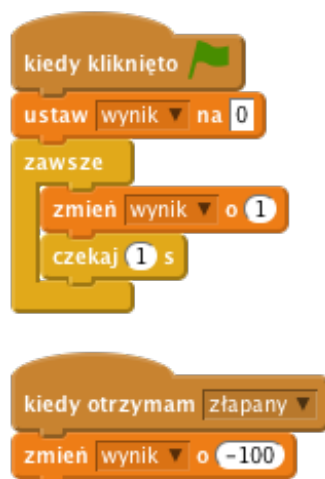 kiedy kliknięto
ustaw wynik na 0
zawsze
zmień wynik o 1
czekaj 1 s
kiedy otrzymam złapany
zmień wynik o -100